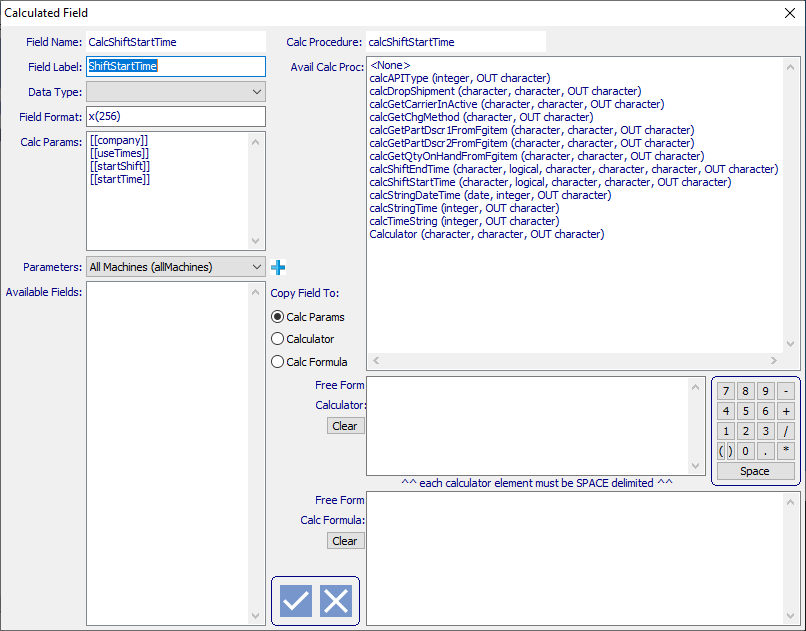 Calculated Field
Field Name: CalcShiftStartTime
Calc Procedure: calcShiftStartTime
Field Label: ShiftStartTime
Data Type:
Field Format: x(256)
Calc Params: [[company]]
[[useTimes]]
[[startShift]]
[[startTime]]
Avail Calc Proc: <None>
calcAPIType (integer, OUT character)
calcDropShipment (character, character, OUT character)
calcGetCarrierInActive (character, character, OUT character)
calcGetChgMethod (character, OUT character)
calcGetPartDscr1FromFgitem (character, character, OUT character)
calcGetPartDscr2FromFgitem (character, character, OUT character)
calcGetQtyOnHandFromFgitem (character, character, OUT character)
calcShiftEndTime (character, logical, character, character, character, OUT character)
calcShiftStartTime (character, logical, character, character, OUT character)
calcStringDateTime (date, integer, OUT character)
calcStringTime (integer, OUT character)
calcTimeString (integer, OUT character)
Calculator (character, character, OUT character)
Parameters: All Machines (allMachines)
Available Fields:
Copy Field To:
Calc Params
Calculator
Calc Formula
Free Form
Calculator:
Clear
7 8 9 -
4 5 6 +
1 2 3 /
( ) 0 . *
Space
^^ each calculator element must be SPACE delimited ^^
Free Form
Calc Formula:
Clear